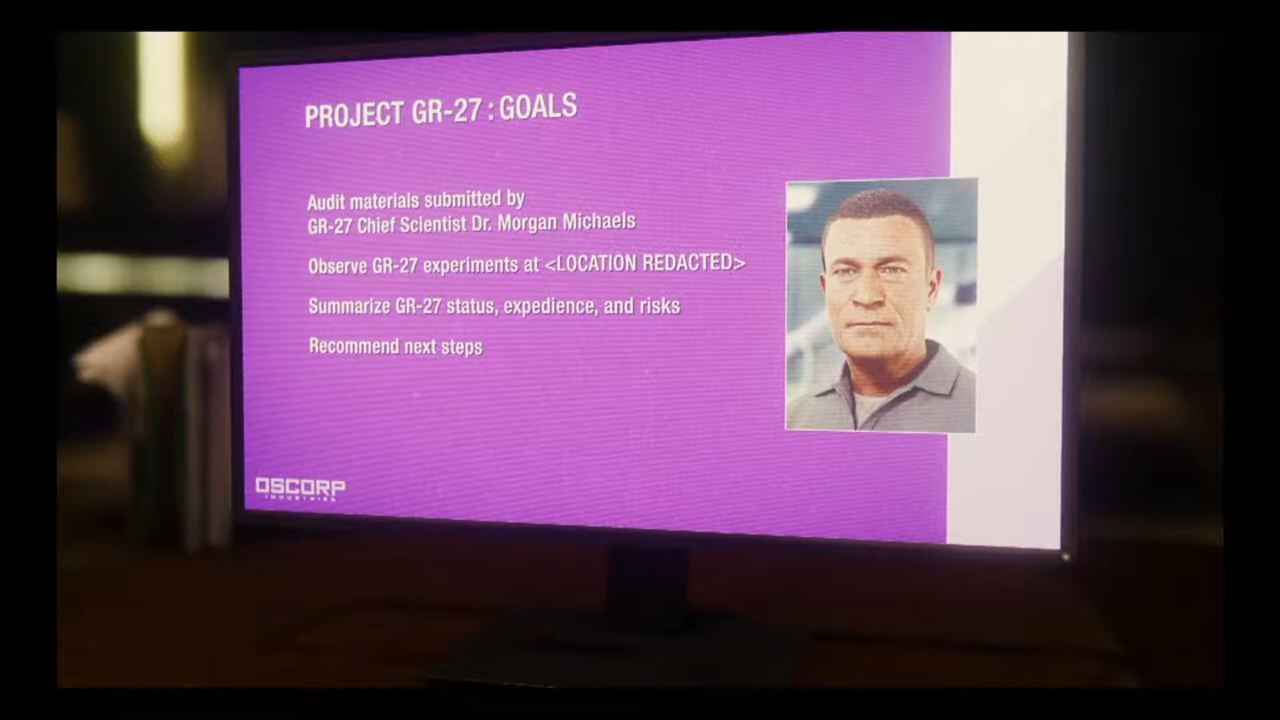 PROJECT GR-27 : GOALS
Audit materials submitted by
GR-27 Chief Scientist Dr. Morgan Michaels
Observe GR-27 experiments at <LOCATION REDACTED>
Summarize GR-27 status, expedience, and risks
Recommend next steps
OSCORP
INDUSTRIES